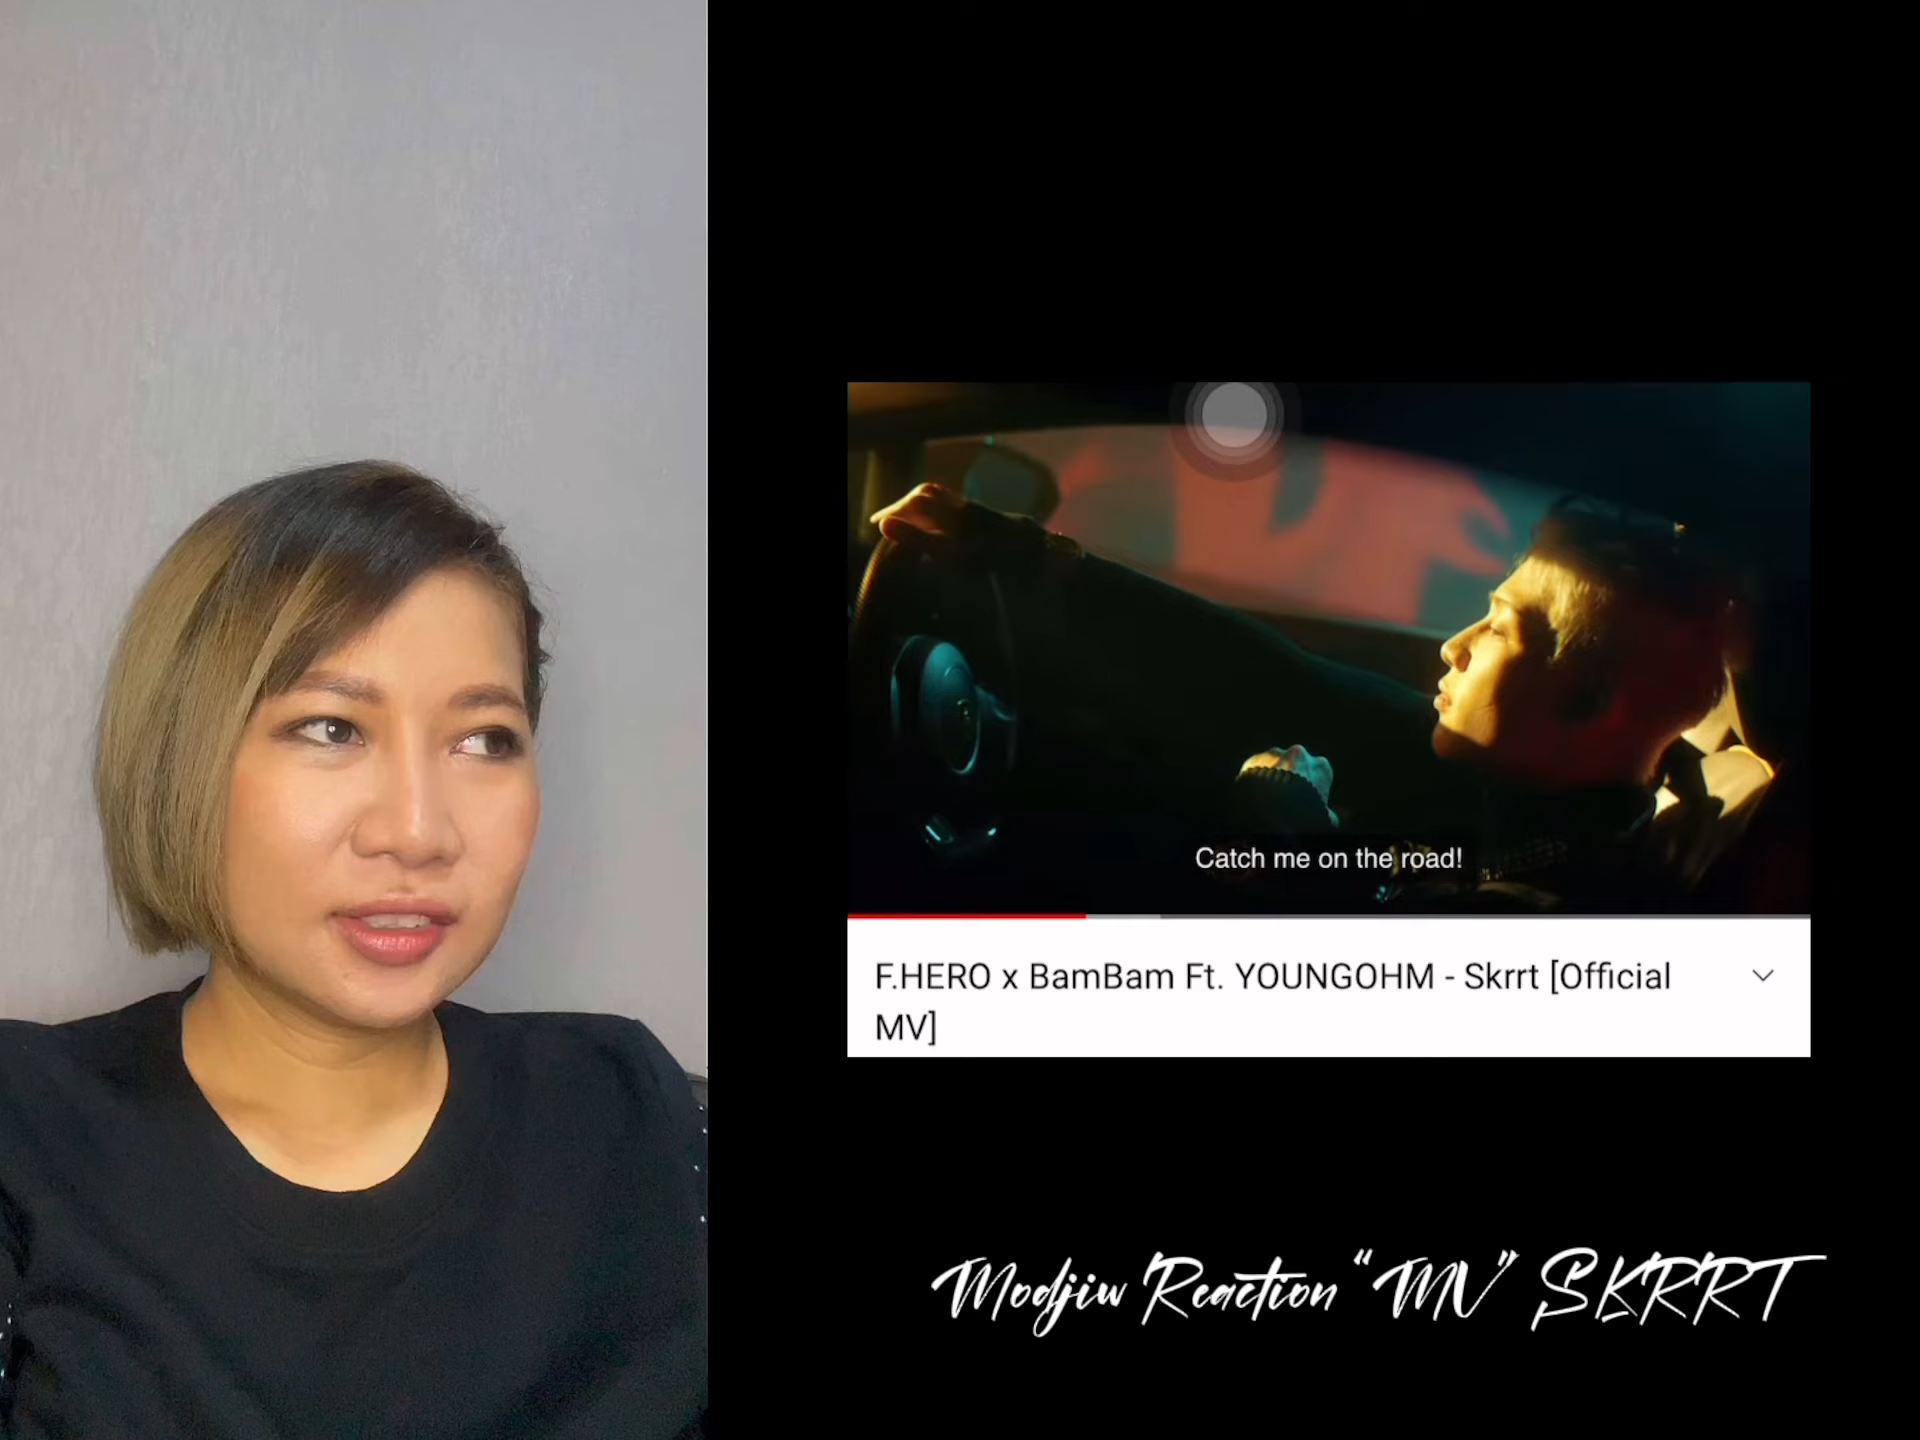 Catch me on the road!
F.HERO x BamBam Ft. YOUNGOHM - Skrrt [Official
MV]
Modjiw Reaction "MV" SKRRT